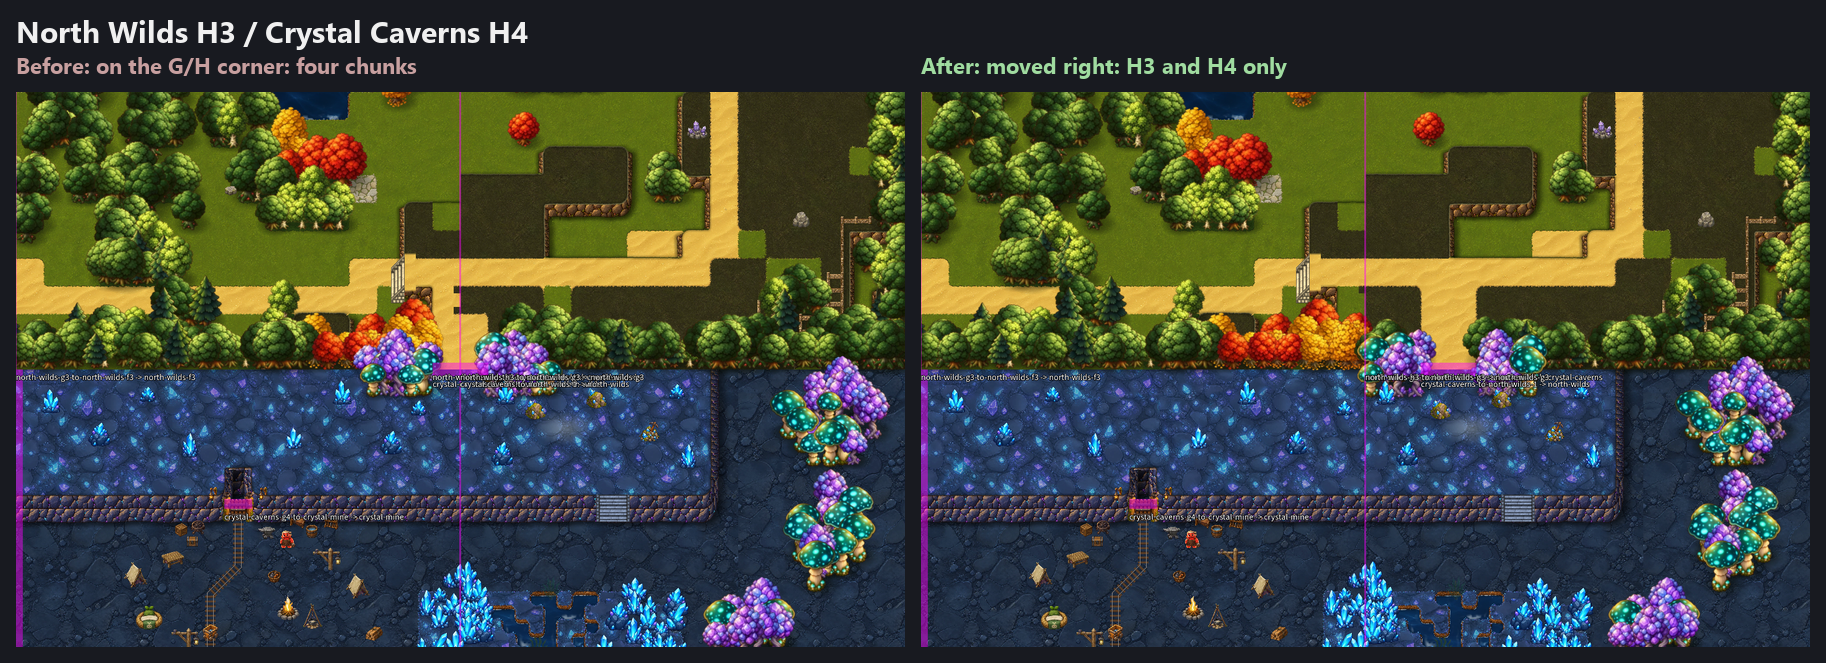 North Wilds H3 / Crystal Caverns H4
Before: on the G/H corner: four chunks
After: moved right: H3 and H4 only
north-wilds-g3-to-north-wilds-f3 -> north-wilds-f3
north-wilds-g3-to-north-wilds-f3 -> north-wilds-f3
crystal-caverns-g4-to-crystal-mine -> crystal-mine
crystal-caverns-g4-to-crystal-mine -> crystal-mine